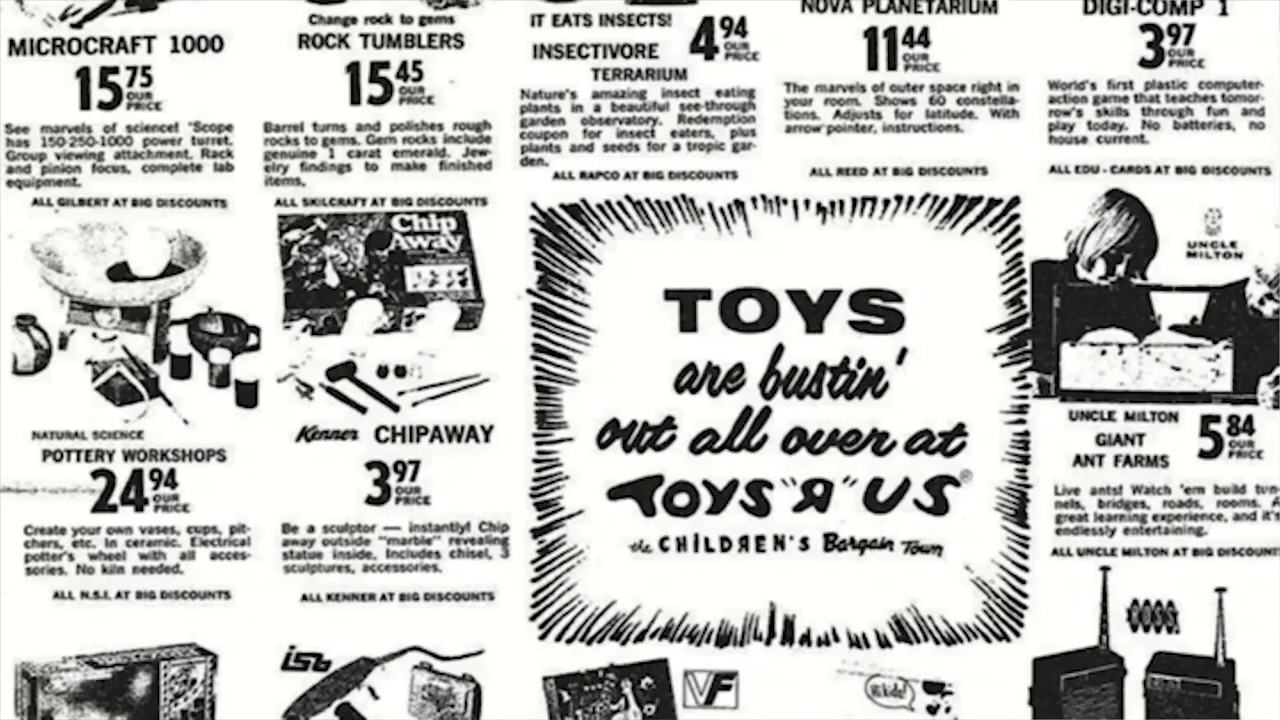 MICROCRAFT 1000
15 75 OUR PRICE
See marvels of science! 'Scope
has 150-250-1000 power turret.
Group viewing attachment. Rack
and pinion focus, complete lab
equipment.
ALL GILBERT AT BIG DISCOUNTS
Change rock to gems
ROCK TUMBLERS
15 45 OUR PRICE
Barrel turns and polishes rough
rocks to gems. Gem rocks include
genuine 1 carat emerald. Jew-
elry findings to make finished
items.
ALL SKILCRAFT AT BIG DISCOUNTS
IT EATS INSECTS!
INSECTIVORE
TERRARIUM
4 94 OUR PRICE
Nature's amazing insect eating
plants in a beautiful see-through
garden observatory. Redemption
coupon for insect eaters, plus
plants and seeds for a tropic gar-
den.
ALL RAPCO AT BIG DISCOUNTS
NOVA PLANETARIUM
11 44 OUR PRICE
The marvels of outer space right in
your room. Shows 60 constella-
tions. Adjusts for latitude. With
arrow pointer, instructions.
ALL REED AT BIG DISCOUNTS
DIGI-COMP 1
3 97 OUR PRICE
World's first plastic computer-
action game that teaches tomor-
row's skills through fun and
play today. No batteries, no
house current.
ALL EDU-CARDS AT BIG DISCOUNTS
NATURAL SCIENCE
POTTERY WORKSHOPS
24 94 OUR PRICE
Create your own vases, cups, pit-
chers, etc. In ceramic. Electrical
potter's wheel with all acces-
sories. No kiln needed.
ALL N.S.I. AT BIG DISCOUNTS
Chip
Away
Kenner CHIPAWAY
3 97 OUR PRICE
Be a sculptor — instantly! Chip
away outside "marble" revealing
statue inside. Includes chisel, 3
sculptures, accessories.
ALL KENNER AT BIG DISCOUNTS
TOYS
are bustin'
out all over at
TOYS "Я" US®
the CHILDREN'S Bargain Town
UNCLE
MILTON
UNCLE MILTON
GIANT
ANT FARMS
5 84 OUR PRICE
Live ants! Watch 'em build tun-
nels, bridges, roads, rooms. A
great learning experience, and it's
endlessly entertaining.
ALL UNCLE MILTON AT BIG DISCOUNTS
VF